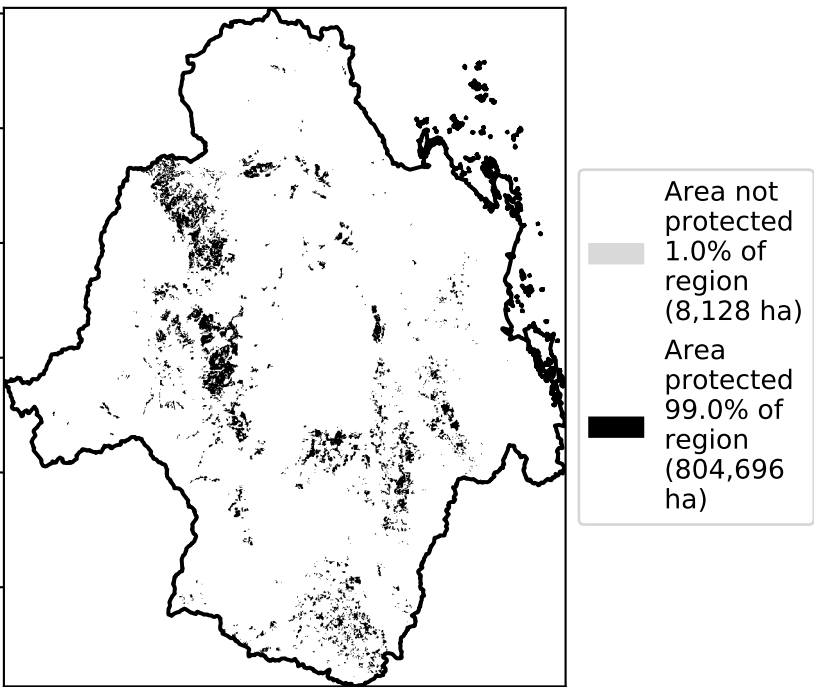 Area not
protected
1.0% of
region
(8,128 ha)
Area
protected
99.0% of
region
(804,696
ha)